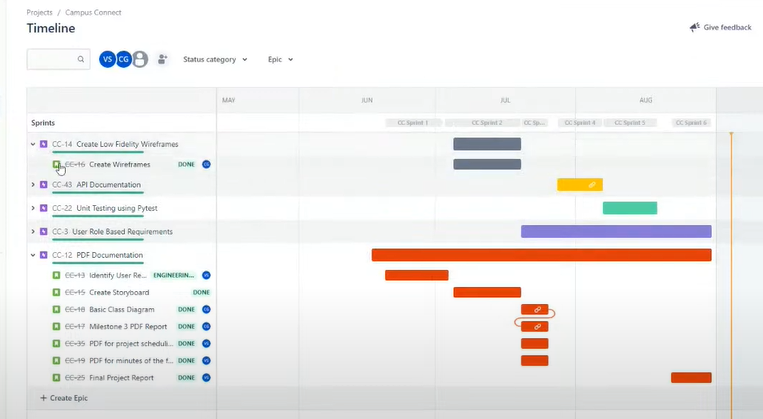 Projects / Campus Connect
Timeline
Give feedback
VS CG
Status category
Epic
MAY JUN JUL AUG
Sprints
CC Sprint 1 CC Sprint 2 CC Sp... CC Sprint 4 CC Sprint 5 CC Sprint 6
CC-14 Create Low Fidelity Wireframes
CC-16 Create Wireframes DONE CG
CC-43 API Documentation
CC-22 Unit Testing using Pytest
CC-3 User Role Based Requirements
CC-12 PDF Documentation
CC-13 Identify User Re... ENGINEERIN... VS
CC-15 Create Storyboard DONE
CC-18 Basic Class Diagram DONE CG
CC-17 Milestone 3 PDF Report DONE CG
CC-35 PDF for project scheduli... DONE VS
CC-19 PDF for minutes of the f... DONE VS
CC-25 Final Project Report DONE VS
+ Create Epic